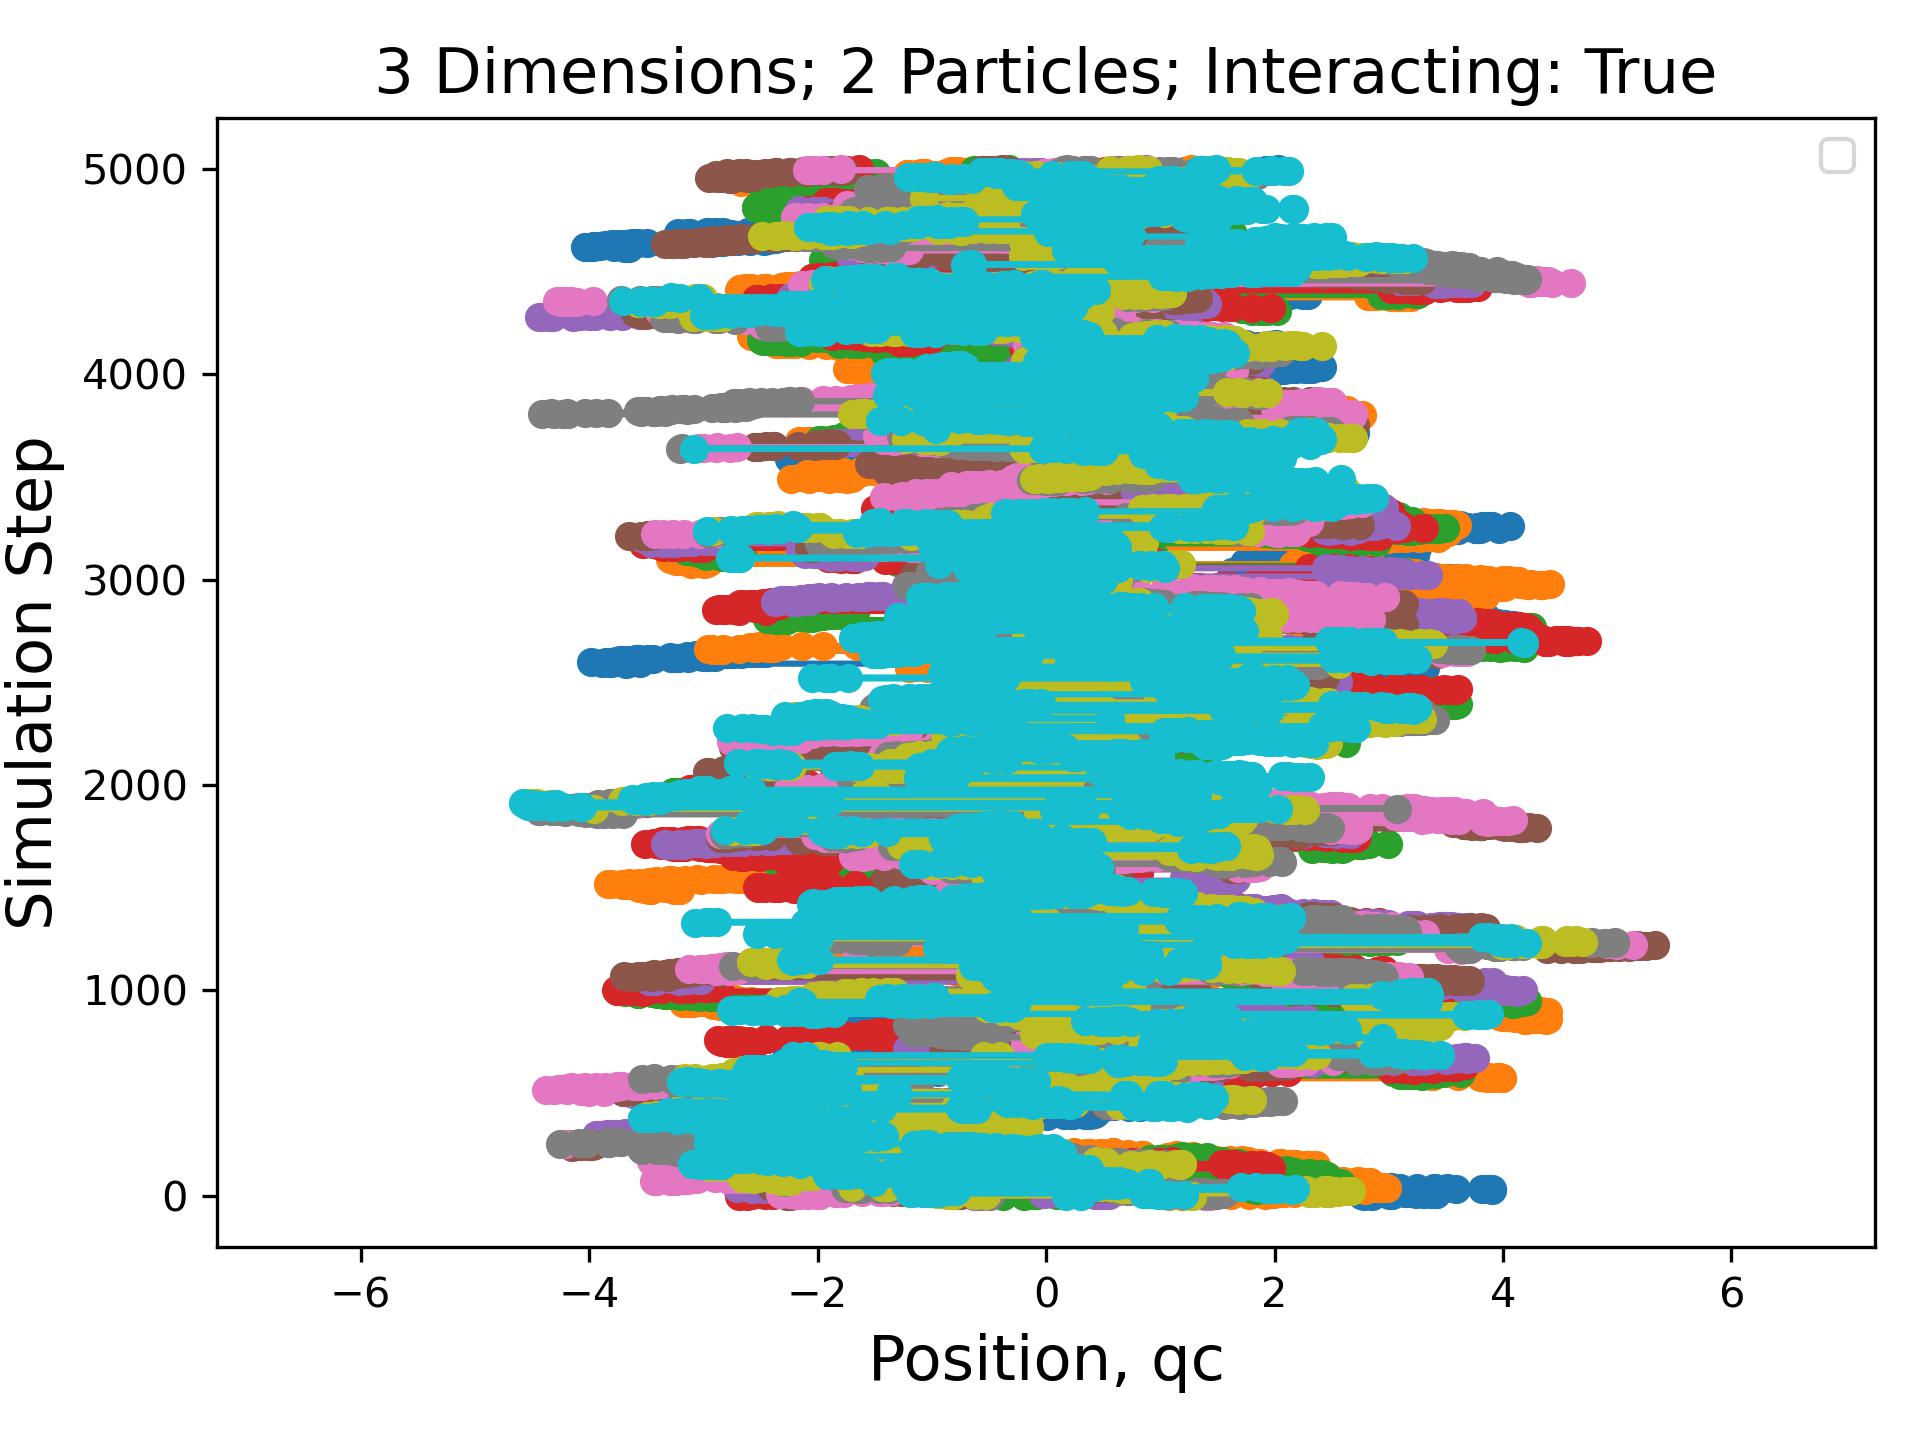 3 Dimensions; 2 Particles; Interacting: True
5000
4000
3000
2000
1000
0
Simulation Step
−6 −4 −2 0 2 4 6
Position, qc